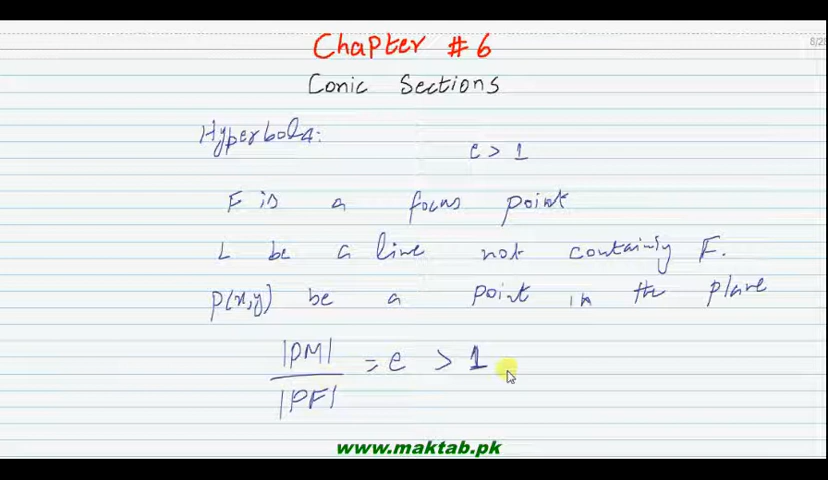 Chapter # 6
Conic Sections
Hyperbola:
e > 1
F is a focus point
L be a line not containing F.
P(x,y) be a point in the plane
|PM|
|PF|
= e > 1
www.maktab.pk